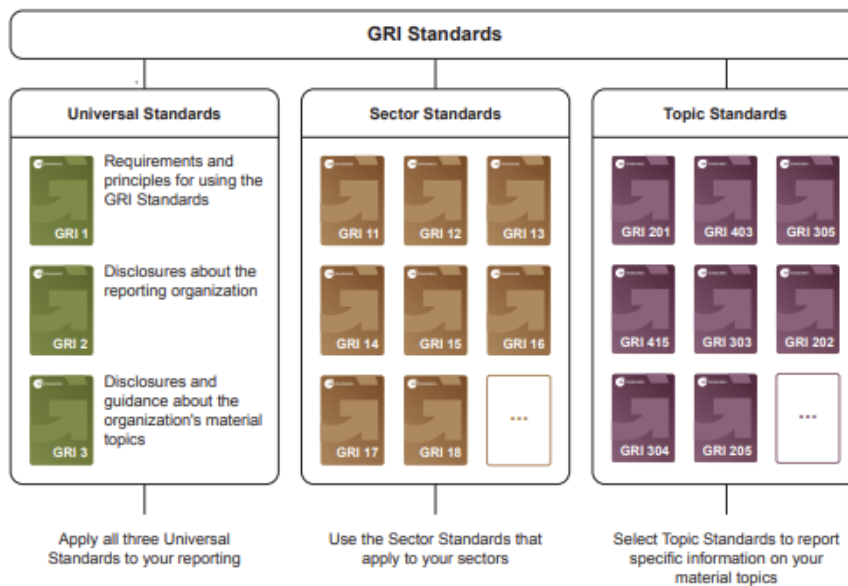 GRI Standards
Universal Standards
Requirements and
principles for using the
GRI Standards
GRI 1
Disclosures about the
reporting organization
GRI 2
Disclosures and
guidance about the
organization's material
topics
GRI 3
Apply all three Universal
Standards to your reporting
Sector Standards
GRI 11
GRI 12
GRI 13
GRI 14
GRI 15
GRI 16
GRI 17
GRI 18
...
Use the Sector Standards that
apply to your sectors
Topic Standards
GRI 201
GRI 403
GRI 305
GRI 415
GRI 303
GRI 202
GRI 304
GRI 205
...
Select Topic Standards to report
specific information on your
material topics